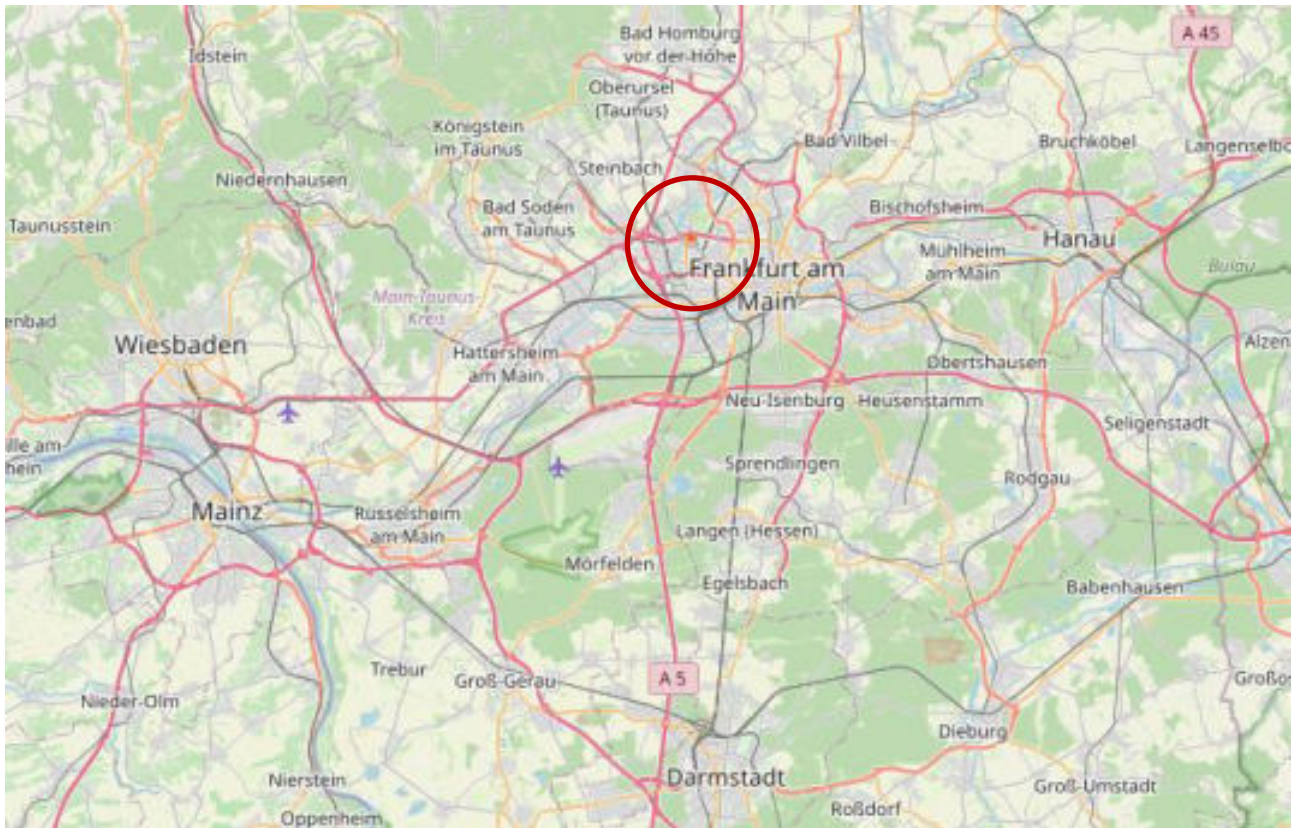 Bad Homburg
vor der Höhe
A 45
Idstein
Oberursel
(Taunus)
Königstein
im Taunus
Bad Vilbel
Bruchköbel
Langenselbo
Steinbach
Niedernhausen
Bad Soden
am Taunus
Bischofsheim
Taunusstein
Hanau
Mühlheim
am Main
Frankfurt am
Main
Bulau
Main-Taunus-
Kreis
enbad
Wiesbaden
Hattersheim
am Main
Obertshausen
Alzen
Neu-Isenburg
Heusenstamm
Seligenstadt
ille am
hein
Sprendlingen
Rodgau
Mainz
Russelsheim
am Main
Langen (Hessen)
Mörfelden
Egelsbach
Babenhausen
Trebur
Groß-Gerau
A 5
Großos
Nieder-Olm
Dieburg
Nierstein
Darmstadt
Groß-Umstadt
Oppenheim
Roßdorf